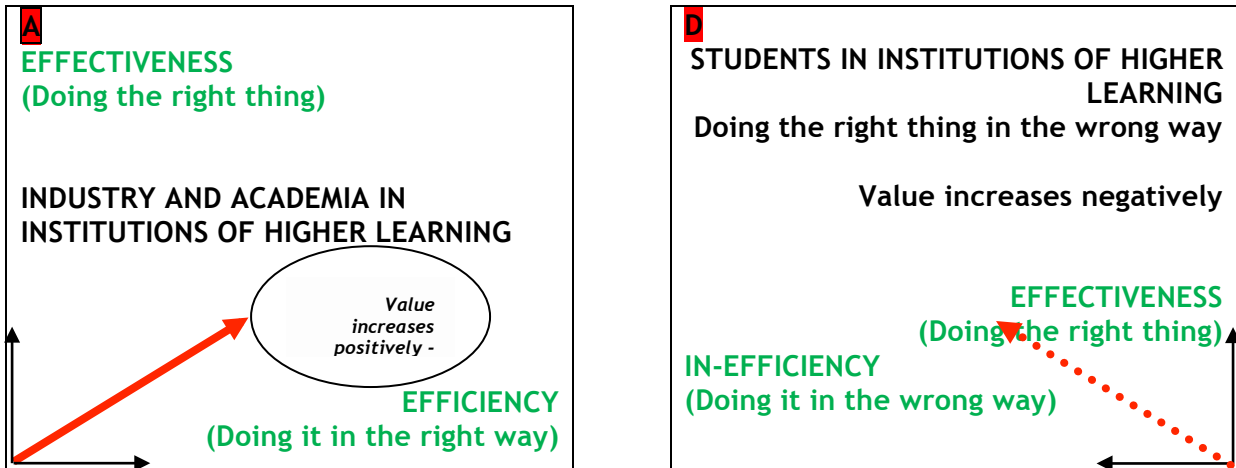 A
EFFECTIVENESS
(Doing the right thing)
INDUSTRY AND ACADEMIA IN
INSTITUTIONS OF HIGHER LEARNING
Value
increases
positively -
EFFICIENCY
(Doing it in the right way)
D
STUDENTS IN INSTITUTIONS OF HIGHER
LEARNING
Doing the right thing in the wrong way
Value increases negatively
EFFECTIVENESS
(Doing the right thing)
IN-EFFICIENCY
(Doing it in the wrong way)